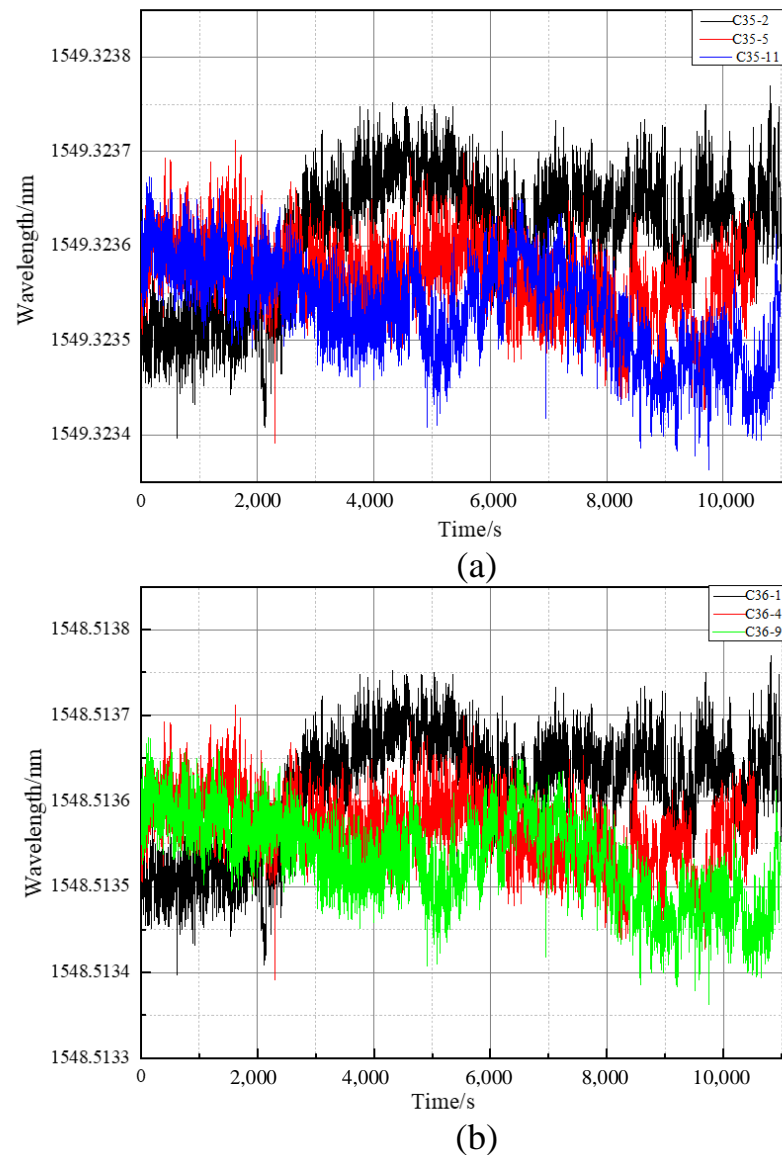 C35-2
C35-5
C35-11
1549.3238
1549.3237
1549.3236
1549.3235
1549.3234
Wavelength/nm
0 2,000 4,000 6,000 8,000 10,000
Time/s
(a)
C36-1
C36-4
C36-9
1548.5138
1548.5137
1548.5136
1548.5135
1548.5134
1548.5133
Wavelength/nm
0 2,000 4,000 6,000 8,000 10,000
Time/s
(b)